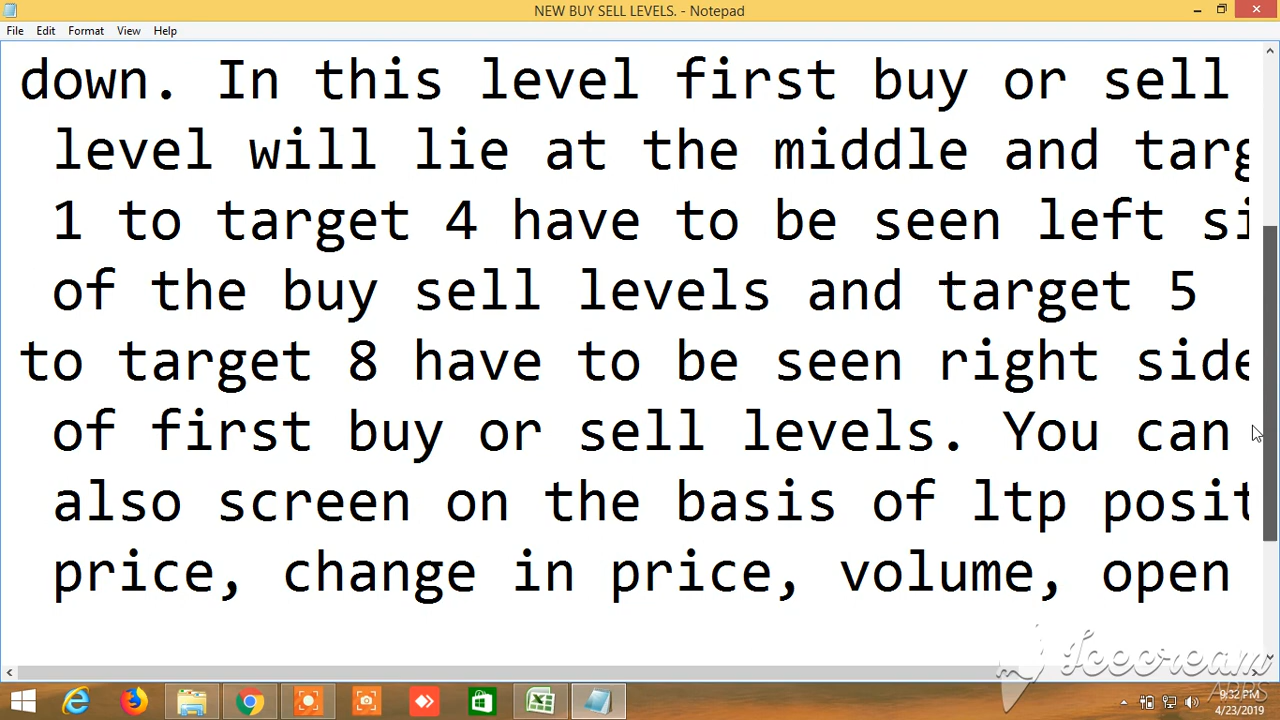 NEW BUY SELL LEVELS. - Notepad
File Edit Format View Help
down. In this level first buy or sell
level will lie at the middle and targ
1 to target 4 have to be seen left si
of the buy sell levels and target 5
to target 8 have to be seen right side
of first buy or sell levels. You can
also screen on the basis of ltp posit
price, change in price, volume, open
Icecream
APPS
9:32 PM
4/23/2019